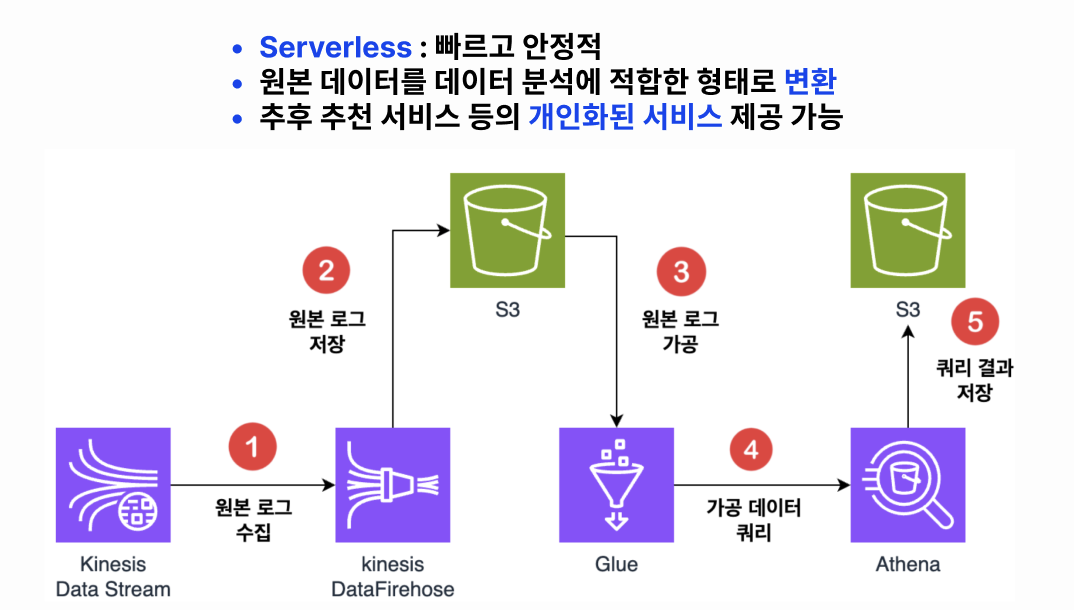 • Serverless : 빠르고 안정적
• 원본 데이터를 데이터 분석에 적합한 형태로 변환
• 추후 추천 서비스 등의 개인화된 서비스 제공 가능
2
원본 로그
저장
S3
3
원본 로그
가공
S3
5
쿼리 결과
저장
1
원본 로그
수집
4
가공 데이터
쿼리
Kinesis
Data Stream
kinesis
DataFirehose
Glue
Athena